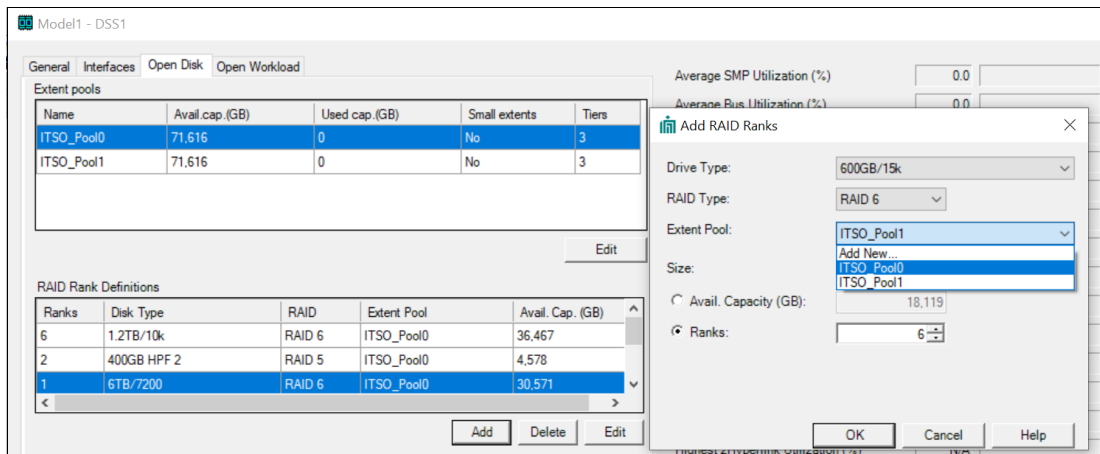 Model1 - DSS1
General Interfaces Open Disk Open Workload
Extent pools
Name Avail.cap.(GB) Used cap.(GB) Small extents Tiers
ITSO_Pool0 71,616 0 No 3
ITSO_Pool1 71,616 0 No 3
Edit
RAID Rank Definitions
Ranks Disk Type RAID Extent Pool Avail. Cap. (GB)
6 1.2TB/10k RAID 6 ITSO_Pool0 36,467
2 400GB HPF 2 RAID 5 ITSO_Pool0 4,578
1 6TB/7200 RAID 6 ITSO_Pool0 30,571
Add Delete Edit
Average SMP Utilization (%) 0.0
Average Bus Utilization (%) 0.0
Add RAID Ranks
Drive Type: 600GB/15k
RAID Type: RAID 6
Extent Pool: ITSO_Pool1
Add New...
ITSO_Pool0
ITSO_Pool1
Size:
Avail. Capacity (GB): 18,119
Ranks: 6
OK Cancel Help
Highest zHyperlink Utilization (%) N/A